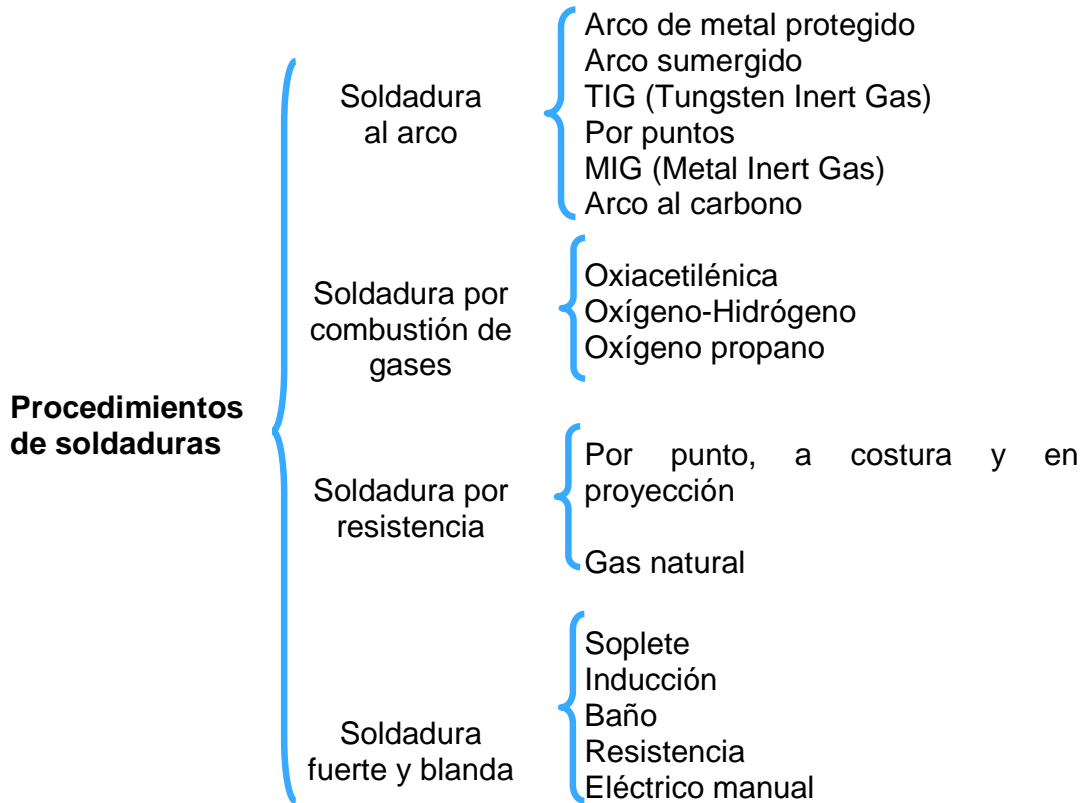 Procedimientos
de soldaduras
Soldadura
al arco
Arco de metal protegido
Arco sumergido
TIG (Tungsten Inert Gas)
Por puntos
MIG (Metal Inert Gas)
Arco al carbono
Soldadura por
combustión de
gases
Oxiacetilénica
Oxígeno-Hidrógeno
Oxígeno propano
Soldadura por
resistencia
Por punto, a costura y en
proyección
Gas natural
Soldadura
fuerte y blanda
Soplete
Inducción
Baño
Resistencia
Eléctrico manual